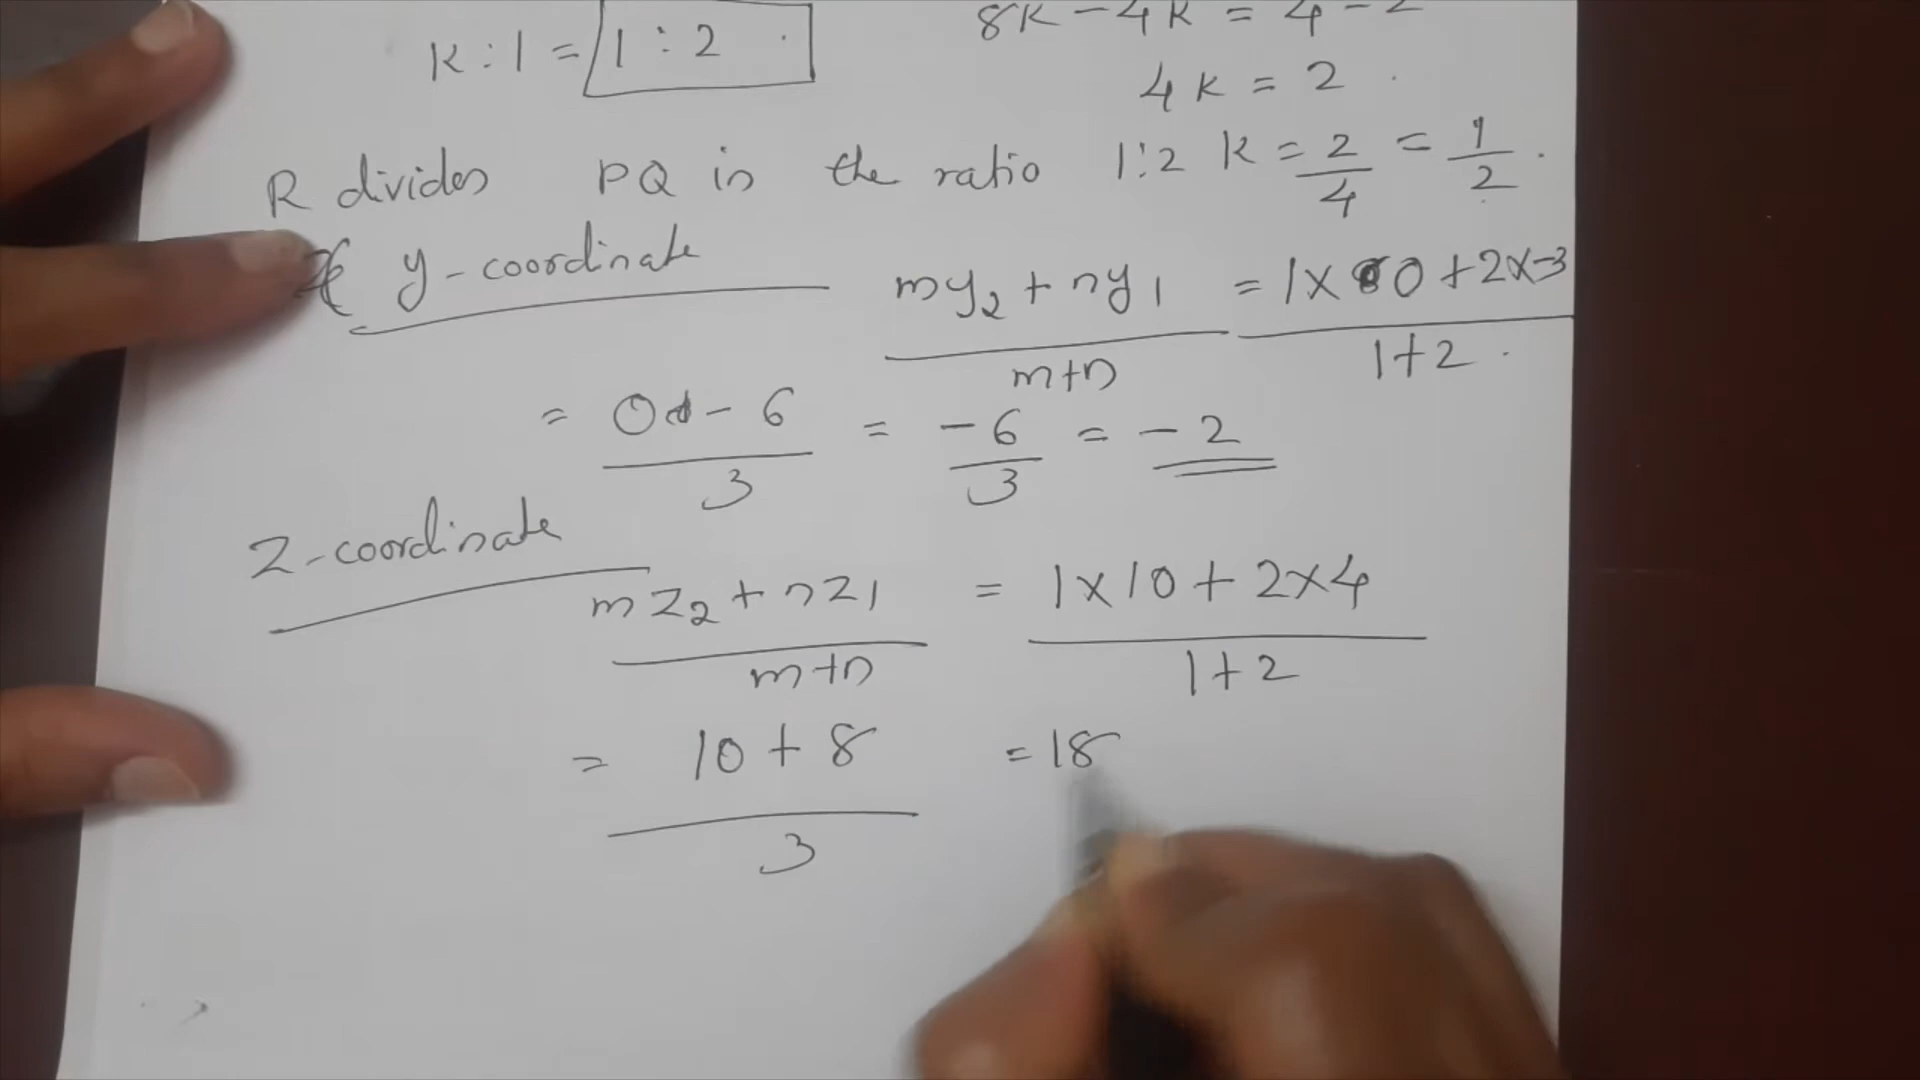 K : 1 = 1 : 2
8K - 4K = 4 - 2
4K = 2
R divides PQ in the ratio 1:2 K = 2/4 = 1/2
y-coordinate
my₂ + ny₁ / m+n = 1 x 0 + 2 x -3 / 1+2
= 0 - 6 / 3 = -6 / 3 = -2
Z-coordinate
mZ₂ + nZ₁ / m+n = 1 x 10 + 2 x 4 / 1+2
= 10 + 8 / 3 = 18